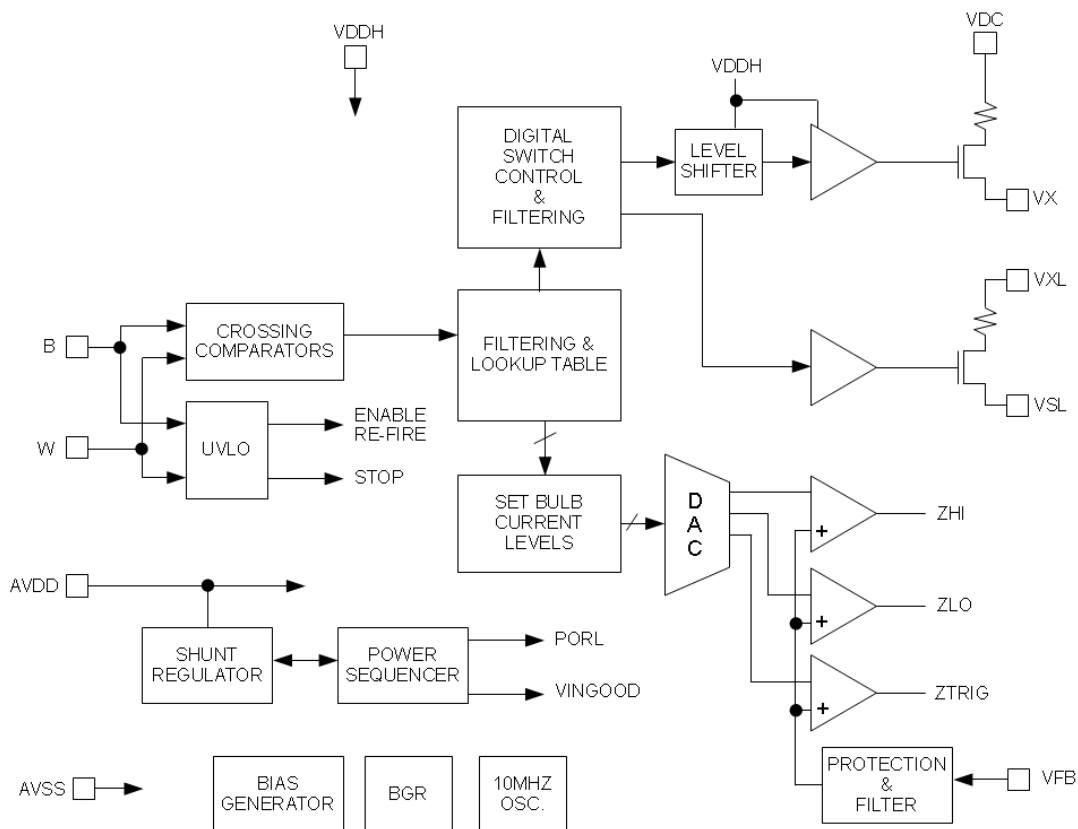 VDDH
VDC
VDDH
DIGITAL
SWITCH
CONTROL
&
FILTERING
LEVEL
SHIFTER
VX
VXL
B
CROSSING
COMPARATORS
FILTERING &
LOOKUP TABLE
VSL
W
UVLO
ENABLE
RE-FIRE
STOP
SET BULB
CURRENT
LEVELS
D
A
C
+
ZHI
AVDD
+
ZLO
SHUNT
REGULATOR
POWER
SEQUENCER
PORL
VINGOOD
+
ZTRIG
AVSS
BIAS
GENERATOR
BGR
10MHZ
OSC.
PROTECTION
&
FILTER
VFB